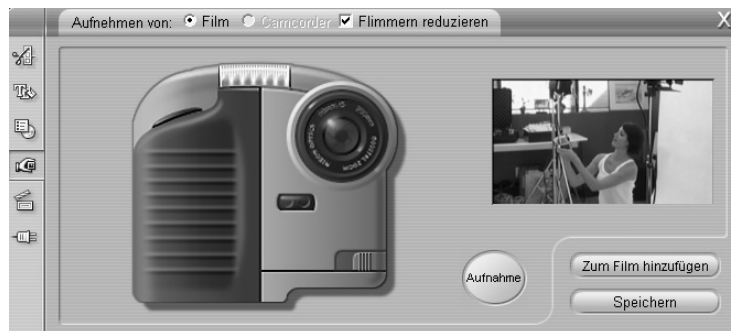 Aufnehmen von: Film Camcorder Flimmern reduzieren X
Aufnahme
Zum Film hinzufügen
Speichern